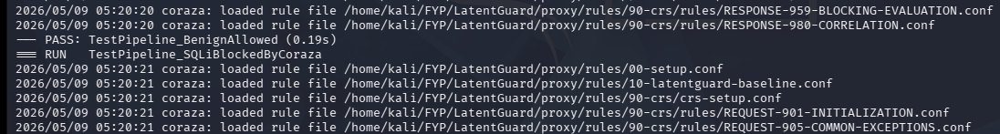 2026/05/09 05:20:20 coraza: loaded rule file /home/kali/FYP/LatentGuard/proxy/rules/90-crs/rules/RESPONSE-959-BLOCKING-EVALUATION.conf
2026/05/09 05:20:20 coraza: loaded rule file /home/kali/FYP/LatentGuard/proxy/rules/90-crs/rules/RESPONSE-980-CORRELATION.conf
--- PASS: TestPipeline_BenignAllowed (0.19s)
=== RUN   TestPipeline_SQLiBlockedByCoraza
2026/05/09 05:20:21 coraza: loaded rule file /home/kali/FYP/LatentGuard/proxy/rules/00-setup.conf
2026/05/09 05:20:21 coraza: loaded rule file /home/kali/FYP/LatentGuard/proxy/rules/10-latentguard-baseline.conf
2026/05/09 05:20:21 coraza: loaded rule file /home/kali/FYP/LatentGuard/proxy/rules/90-crs/crs-setup.conf
2026/05/09 05:20:21 coraza: loaded rule file /home/kali/FYP/LatentGuard/proxy/rules/90-crs/rules/REQUEST-901-INITIALIZATION.conf
2026/05/09 05:20:21 coraza: loaded rule file /home/kali/FYP/LatentGuard/proxy/rules/90-crs/rules/REQUEST-905-COMMON-EXCEPTIONS.conf